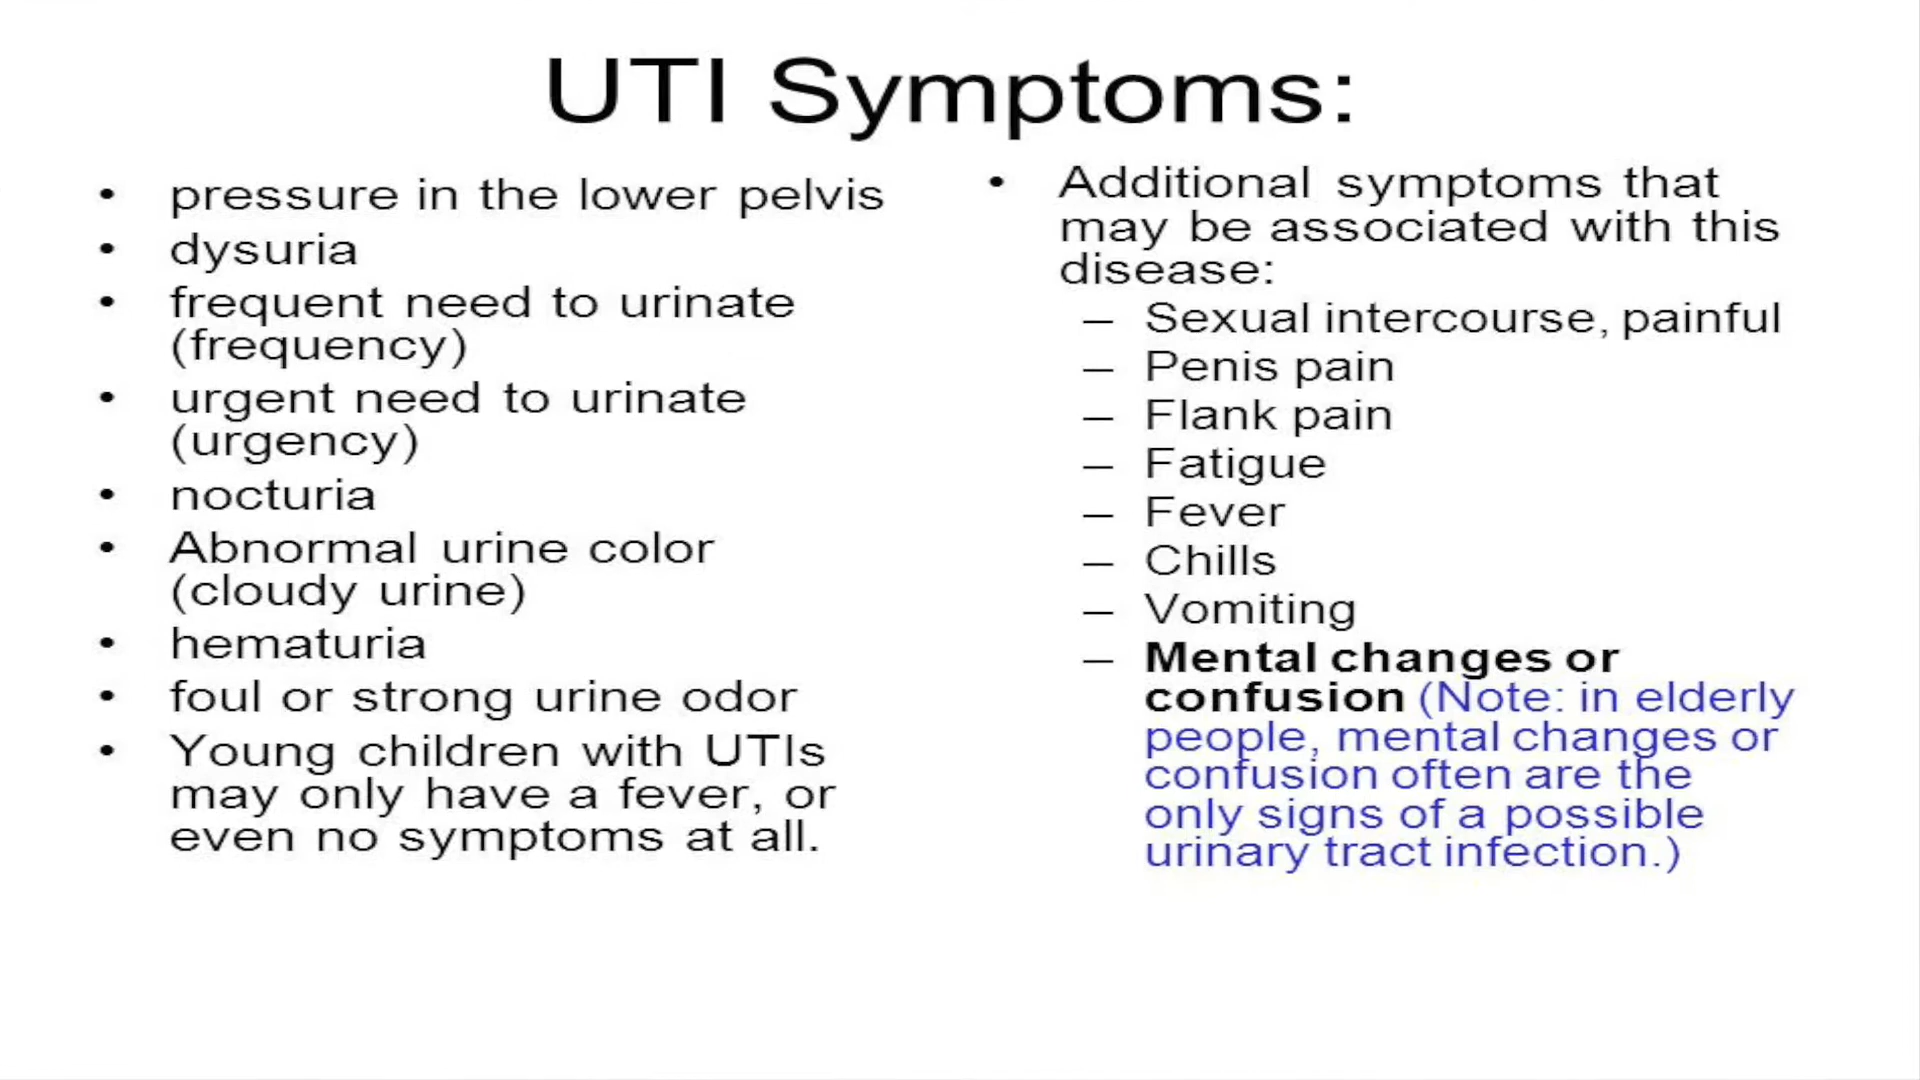 UTI Symptoms:
• pressure in the lower pelvis
• dysuria
• frequent need to urinate
(frequency)
• urgent need to urinate
(urgency)
• nocturia
• Abnormal urine color
(cloudy urine)
• hematuria
• foul or strong urine odor
• Young children with UTIs
may only have a fever, or
even no symptoms at all.
• Additional symptoms that
may be associated with this
disease:
– Sexual intercourse, painful
– Penis pain
– Flank pain
– Fatigue
– Fever
– Chills
– Vomiting
– Mental changes or
confusion (Note: in elderly
people, mental changes or
confusion often are the
only signs of a possible
urinary tract infection.)